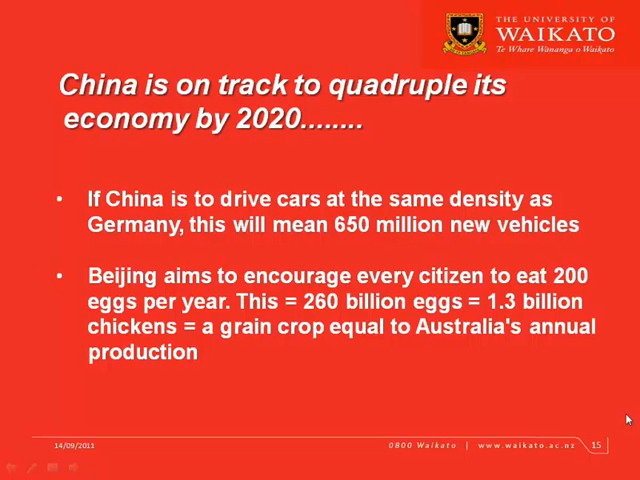 THE UNIVERSITY OF
WAIKATO
Te Whare Wānanga o Waikato
China is on track to quadruple its
economy by 2020........
• If China is to drive cars at the same density as
Germany, this will mean 650 million new vehicles
• Beijing aims to encourage every citizen to eat 200
eggs per year. This = 260 billion eggs = 1.3 billion
chickens = a grain crop equal to Australia's annual
production
14/09/2011
0800 Waikato | www.waikato.ac.nz 15